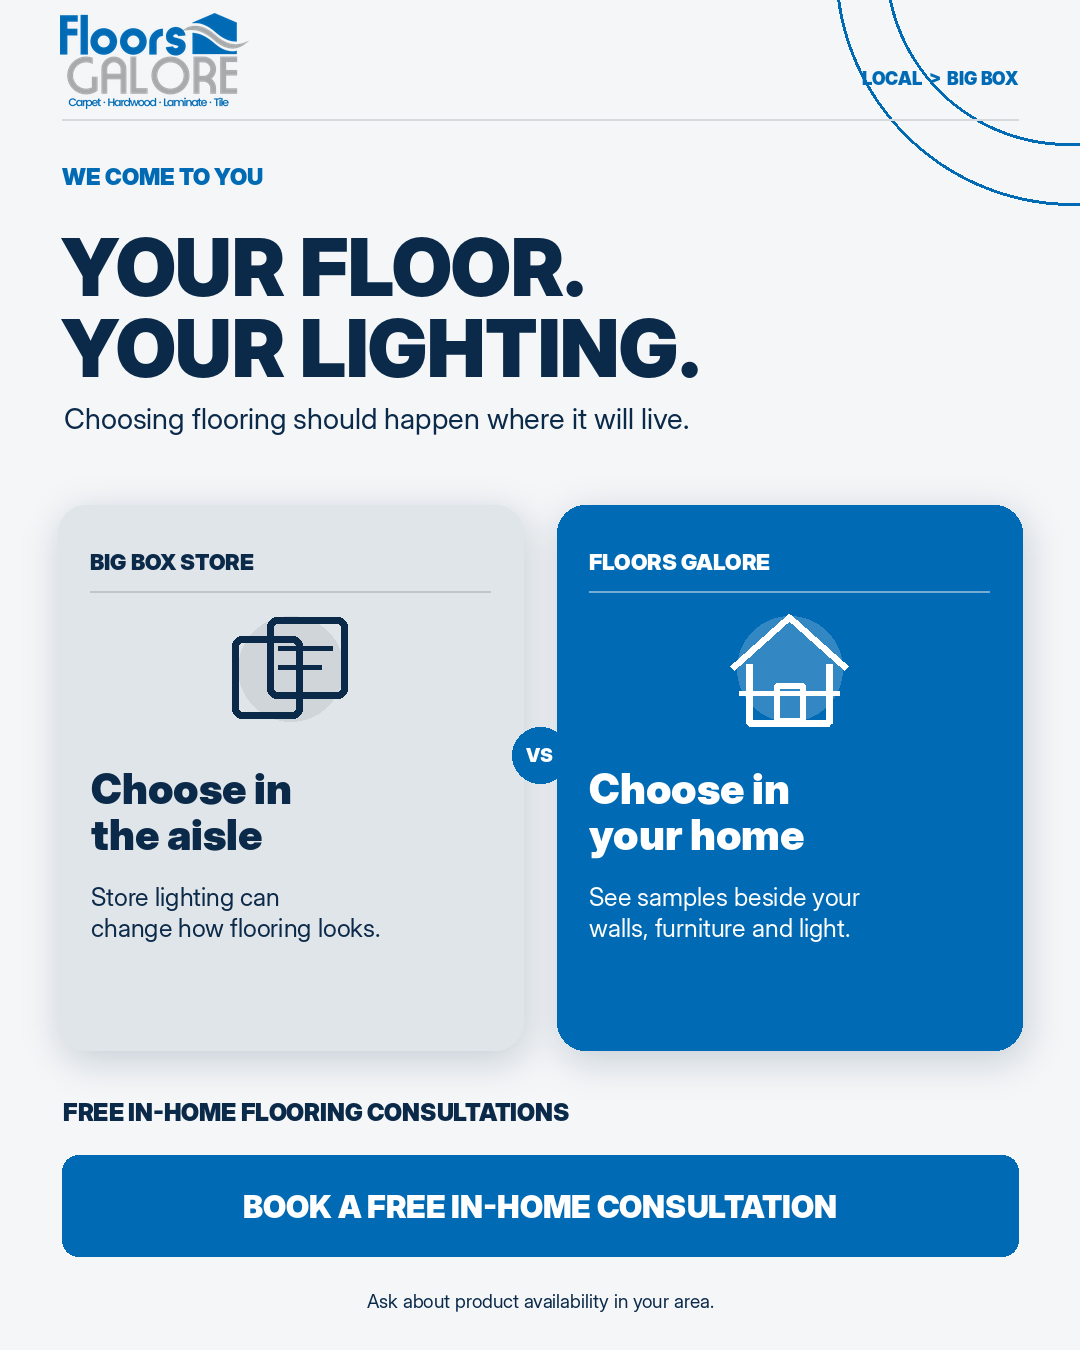 Floors
GALORE
Carpet · Hardwood · Laminate · Tile
LOCAL > BIG BOX
WE COME TO YOU
YOUR FLOOR.
YOUR LIGHTING.
Choosing flooring should happen where it will live.
BIG BOX STORE
Choose in
the aisle
Store lighting can
change how flooring looks.
VS
FLOORS GALORE
Choose in
your home
See samples beside your
walls, furniture and light.
FREE IN-HOME FLOORING CONSULTATIONS
BOOK A FREE IN-HOME CONSULTATION
Ask about product availability in your area.